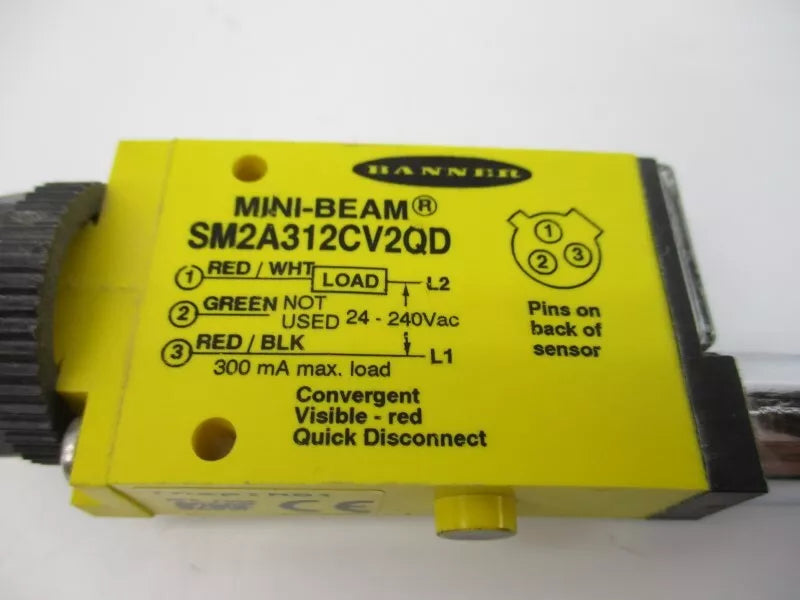 BANNER
MINI-BEAM®
SM2A312CV2QD
1 RED / WHT LOAD L2
2 GREEN NOT USED 24 - 240Vac
3 RED / BLK L1
300 mA max. load
Convergent
Visible - red
Quick Disconnect
1
2 3
Pins on
back of
sensor
CE